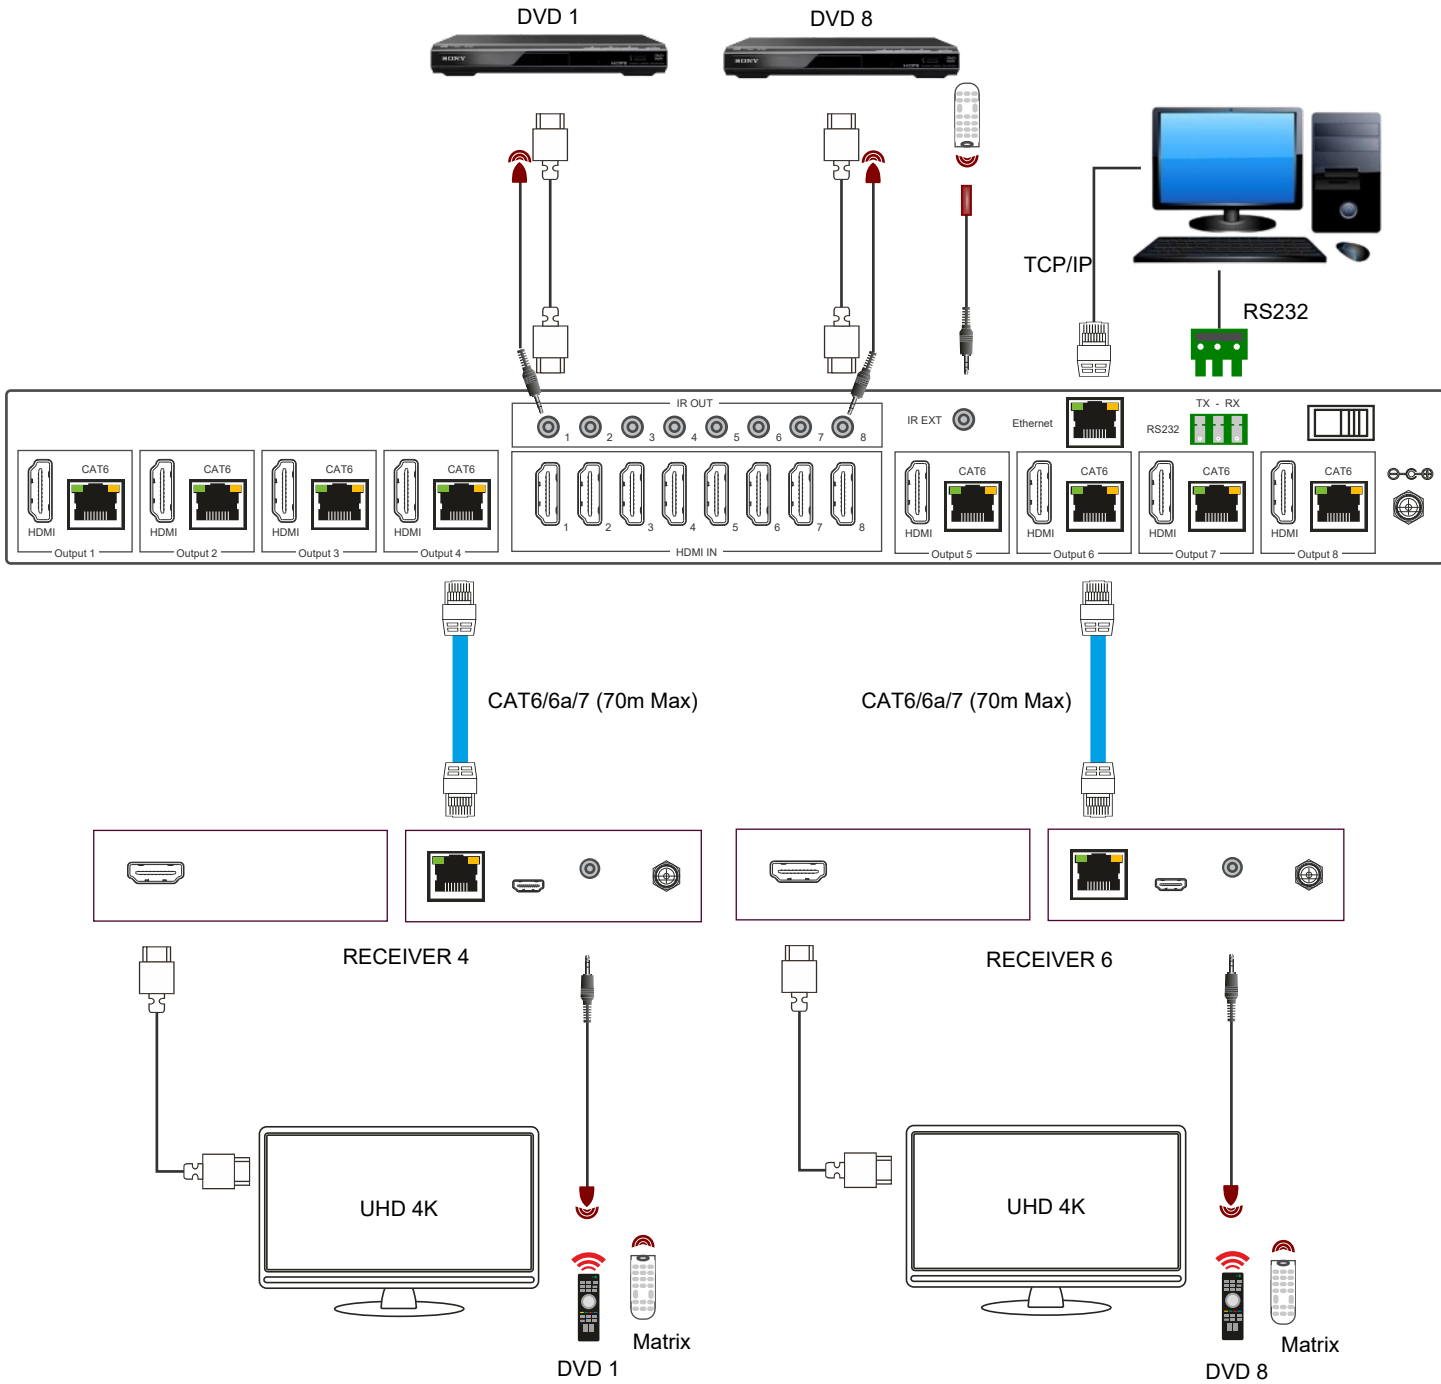 DVD 1
DVD 8
SONY
SONY
TCP/IP
RS232
IR OUT
1 2 3 4 5 6 7 8
IR EXT
Ethernet
RS232
TX - RX
CAT6
HDMI
Output 1
CAT6
HDMI
Output 2
CAT6
HDMI
Output 3
CAT6
HDMI
Output 4
1 2 3 4 5 6 7 8
HDMI IN
CAT6
HDMI
Output 5
CAT6
HDMI
Output 6
CAT6
HDMI
Output 7
CAT6
HDMI
Output 8
CAT6/6a/7 (70m Max)
CAT6/6a/7 (70m Max)
RECEIVER 4
RECEIVER 6
UHD 4K
UHD 4K
Matrix
DVD 1
Matrix
DVD 8